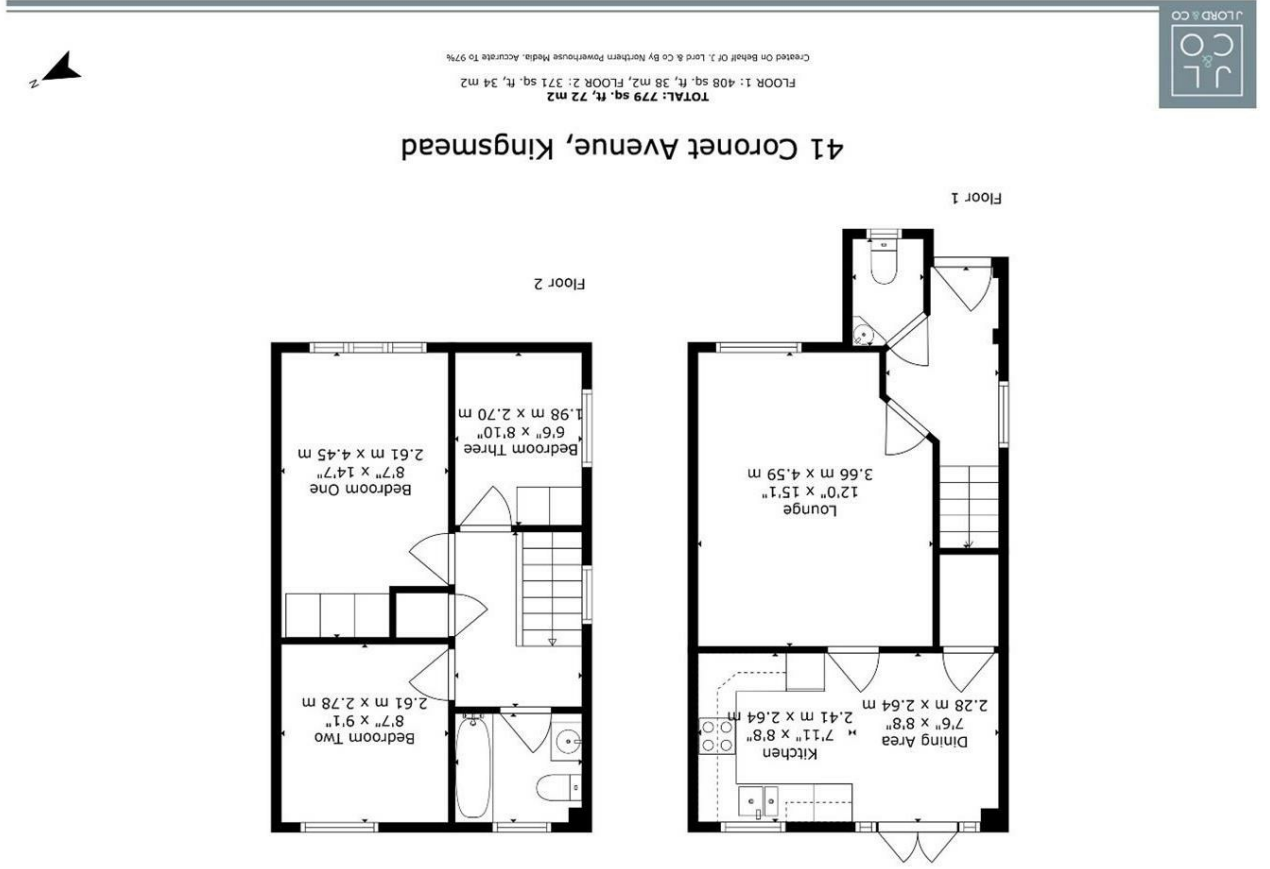 Floor 1
Dining Area
7'6" x 8'8"
2.28 m x 2.64 m
Kitchen
7'11" x 8'8"
2.41 m x 2.64 m
Lounge
12'0" x 15'1"
3.66 m x 4.59 m
Floor 2
Bedroom Two
8'7" x 9'1"
2.61 m x 2.78 m
Bedroom One
8'7" x 14'7"
2.61 m x 4.45 m
Bedroom Three
6'6" x 8'10"
1.98 m x 2.70 m
41 Coronet Avenue, Kingsmead
TOTAL: 779 sq. ft, 72 m2
FLOOR 1: 408 sq. ft, 38 m2, FLOOR 2: 371 sq. ft, 34 m2
Created On Behalf Of J. Lord & Co By Northern Powerhouse Media. Accurate To 97%
JL
&
CO
J LORD & CO
N